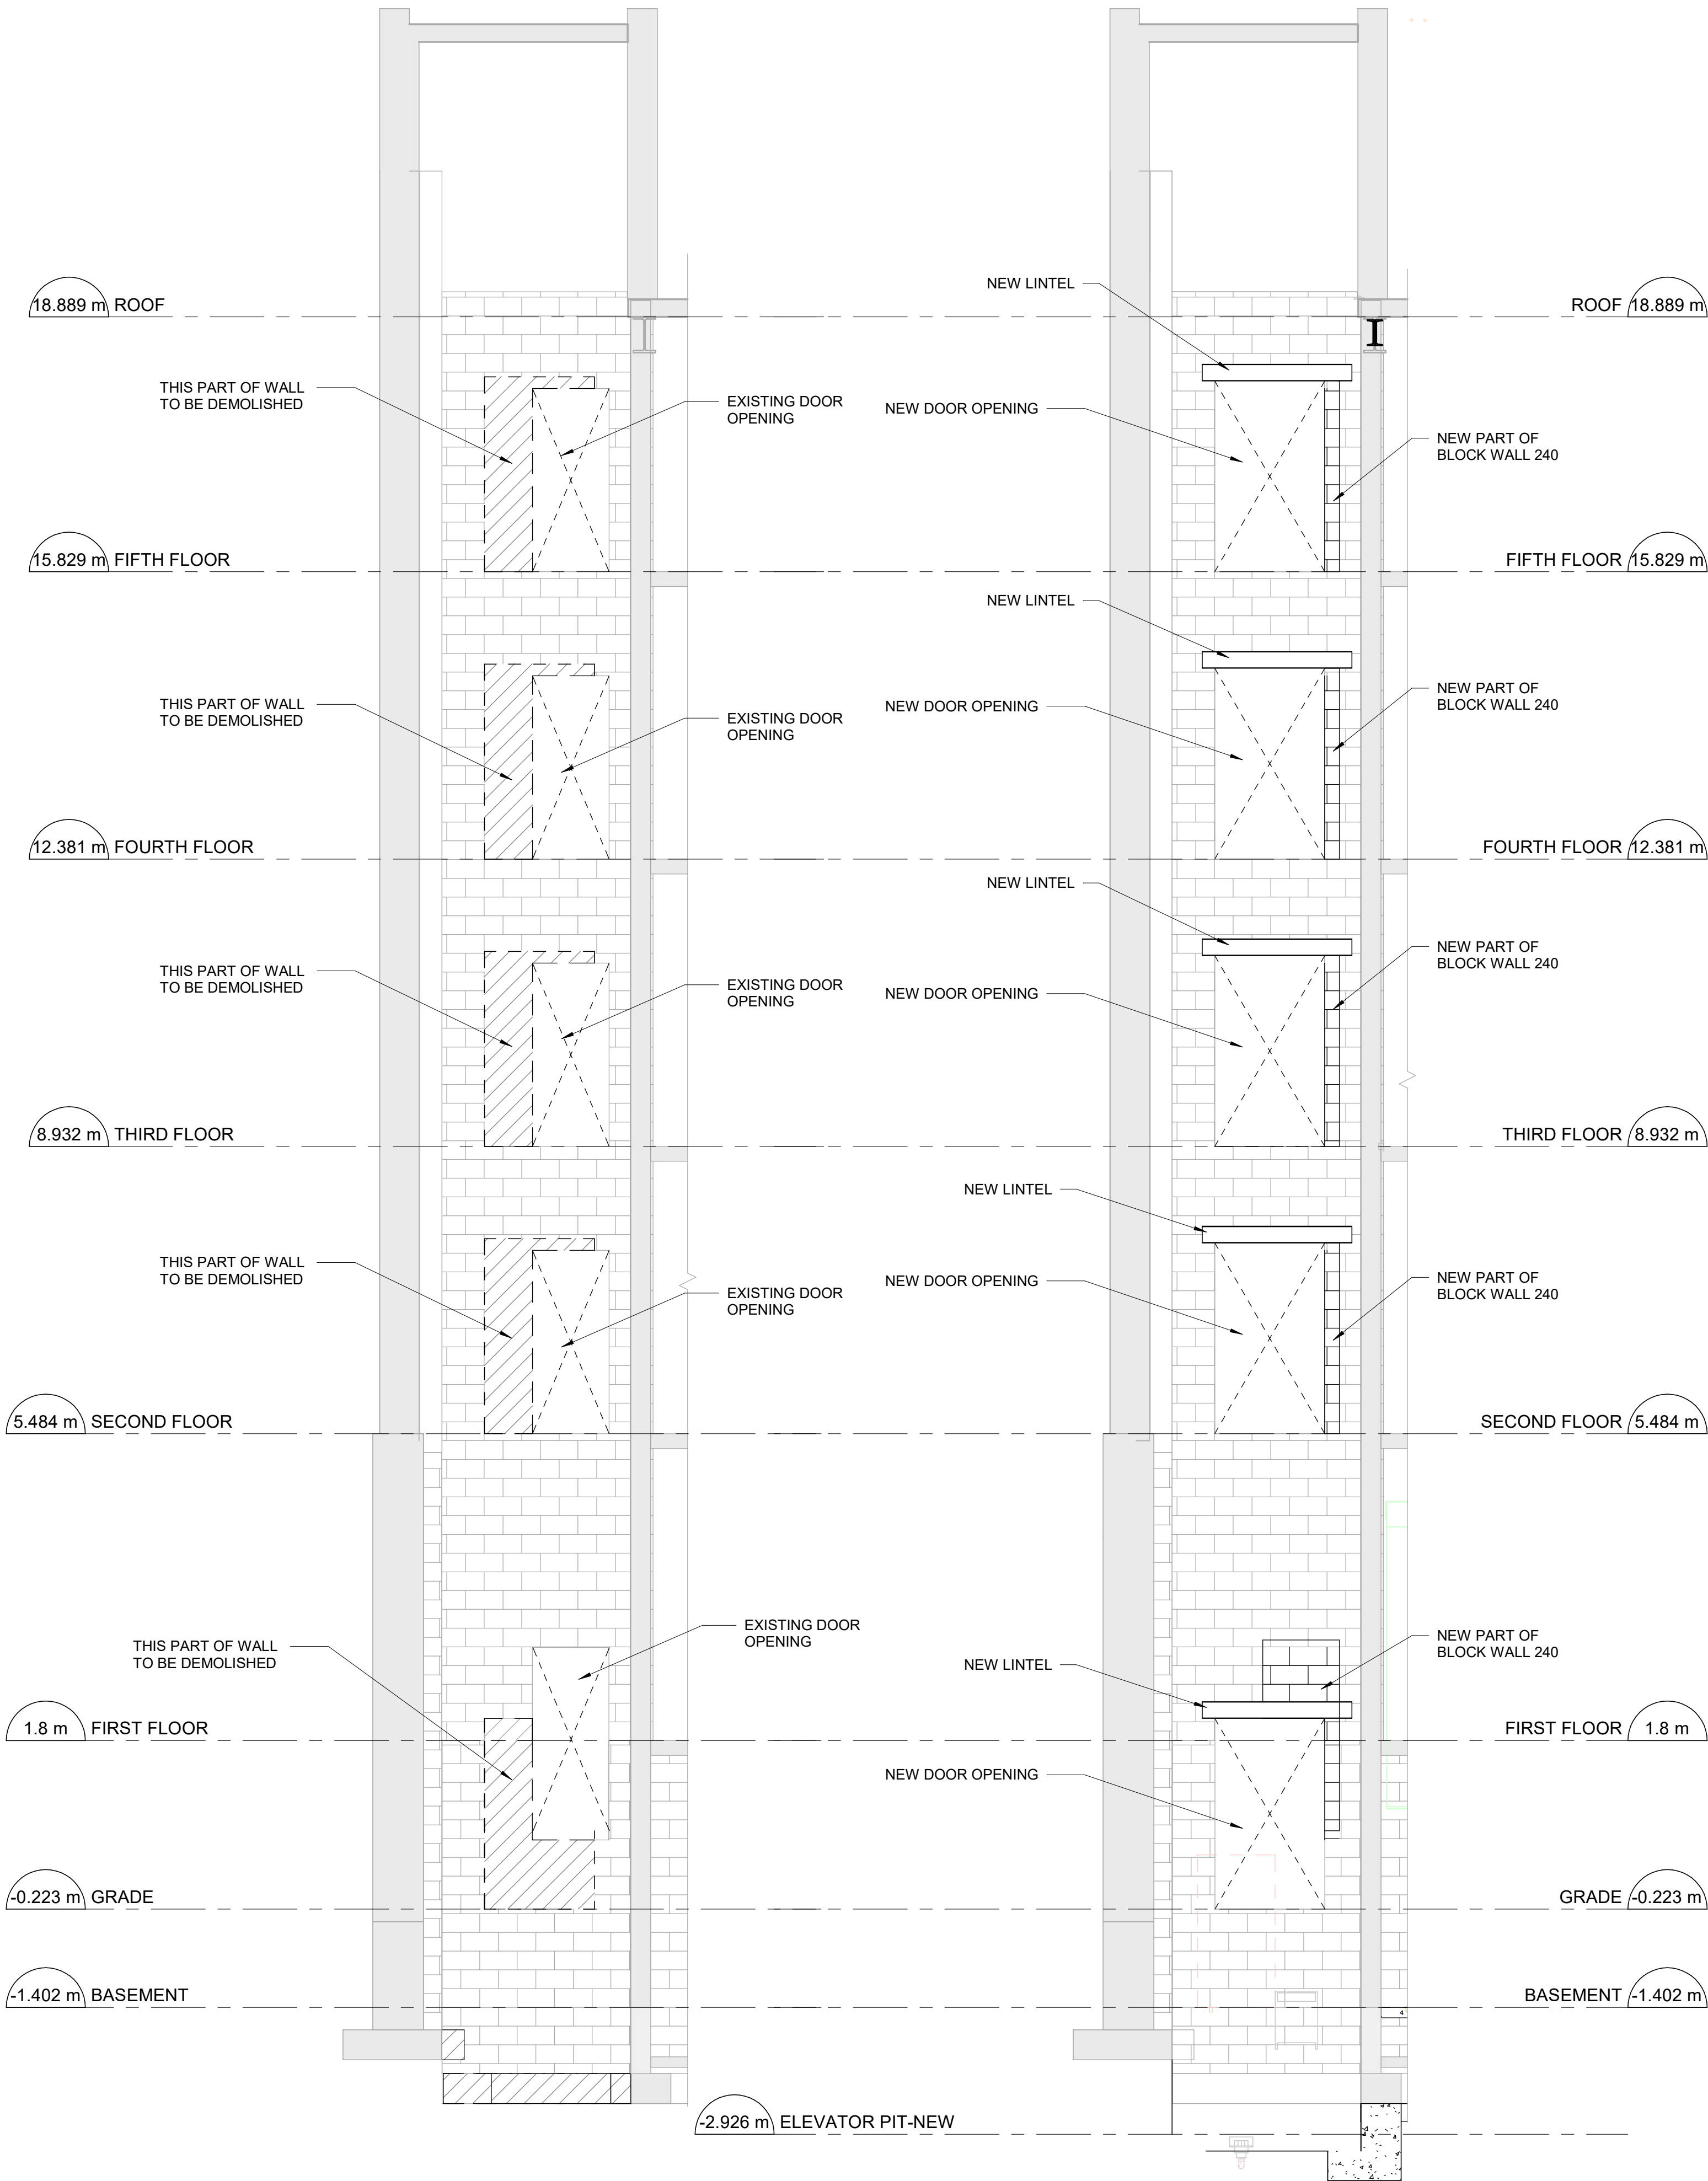 NEW LINTEL
18.889 m ROOF
ROOF 18.889 m
THIS PART OF WALL
TO BE DEMOLISHED
EXISTING DOOR
OPENING
NEW DOOR OPENING
NEW PART OF
BLOCK WALL 240
15.829 m FIFTH FLOOR
FIFTH FLOOR 15.829 m
NEW LINTEL
THIS PART OF WALL
TO BE DEMOLISHED
EXISTING DOOR
OPENING
NEW DOOR OPENING
NEW PART OF
BLOCK WALL 240
12.381 m FOURTH FLOOR
FOURTH FLOOR 12.381 m
NEW LINTEL
THIS PART OF WALL
TO BE DEMOLISHED
EXISTING DOOR
OPENING
NEW DOOR OPENING
NEW PART OF
BLOCK WALL 240
8.932 m THIRD FLOOR
THIRD FLOOR 8.932 m
NEW LINTEL
THIS PART OF WALL
TO BE DEMOLISHED
EXISTING DOOR
OPENING
NEW DOOR OPENING
NEW PART OF
BLOCK WALL 240
5.484 m SECOND FLOOR
SECOND FLOOR 5.484 m
THIS PART OF WALL
TO BE DEMOLISHED
EXISTING DOOR
OPENING
NEW LINTEL
NEW PART OF
BLOCK WALL 240
1.8 m FIRST FLOOR
FIRST FLOOR 1.8 m
NEW DOOR OPENING
-0.223 m GRADE
GRADE -0.223 m
-1.402 m BASEMENT
BASEMENT -1.402 m
4
-2.926 m ELEVATOR PIT-NEW